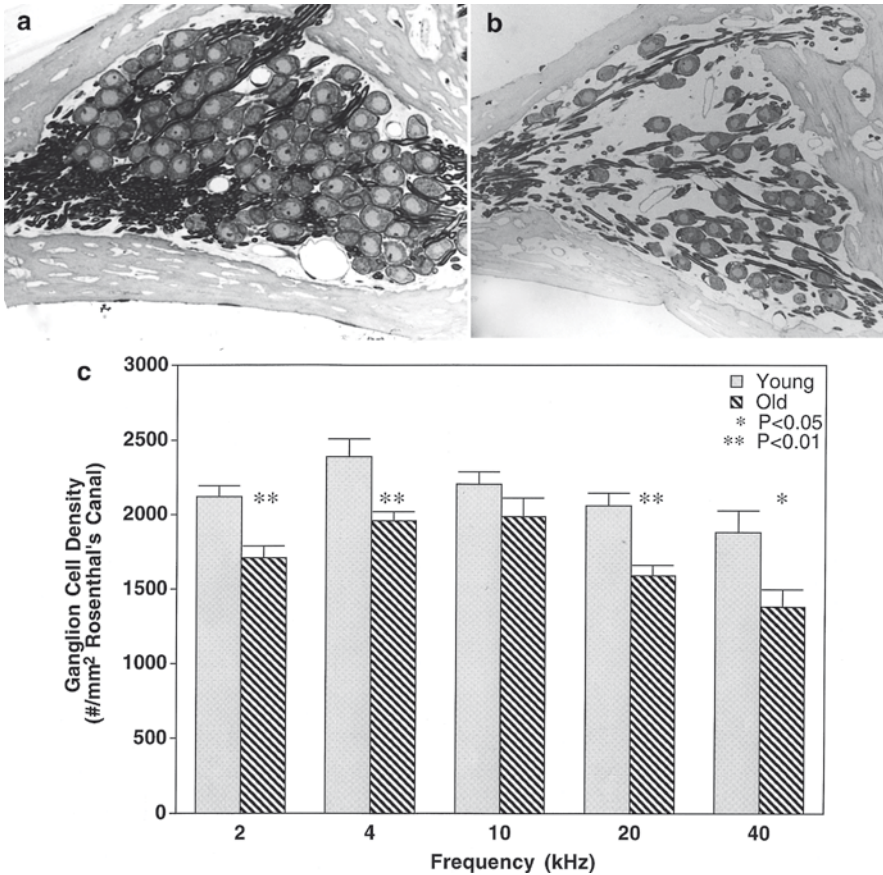 a
b
c
3000
2500
2000
1500
1000
500
0
Ganglion Cell Density
(#/mm² Rosenthal's Canal)
Young
Old
* P<0.05
** P<0.01
**
**
**
*
2 4 10 20 40
Frequency (kHz)